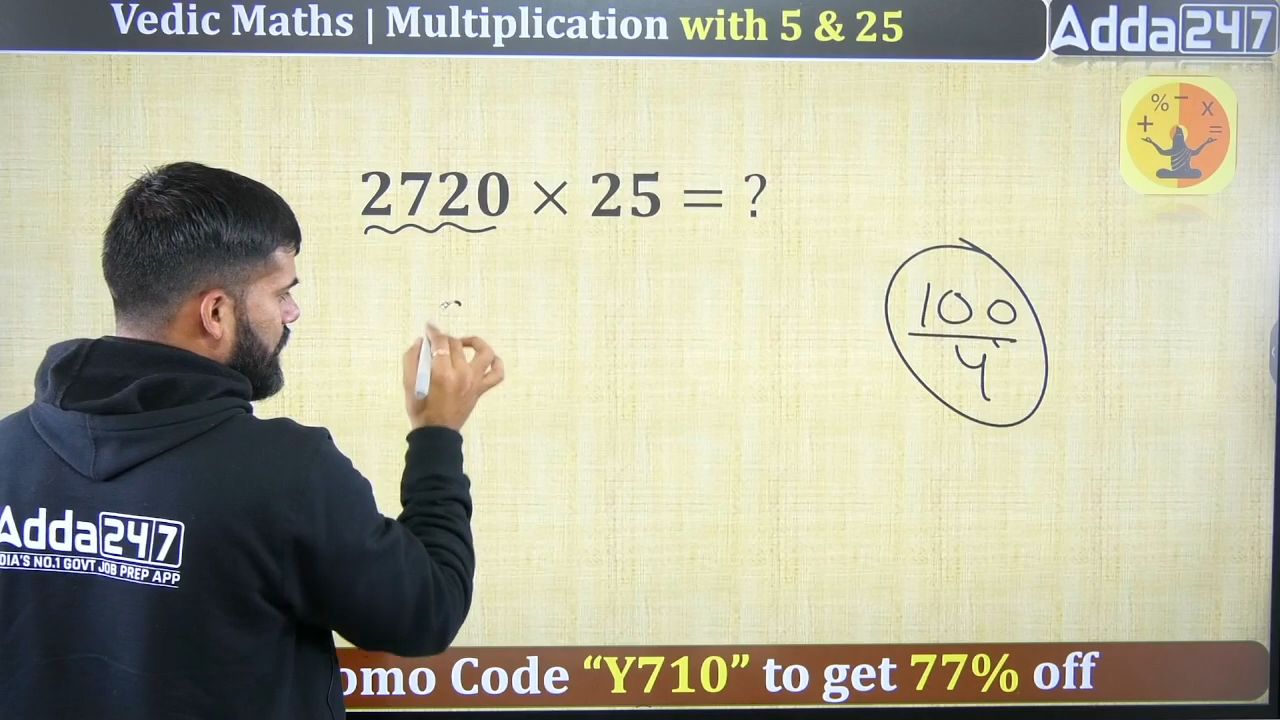 Vedic Maths | Multiplication with 5 & 25
Adda247
% − x
+ =
2720 × 25 = ?
100
4
Adda247
DIA'S NO.1 GOVT JOB PREP APP
omo Code “Y710” to get 77% off